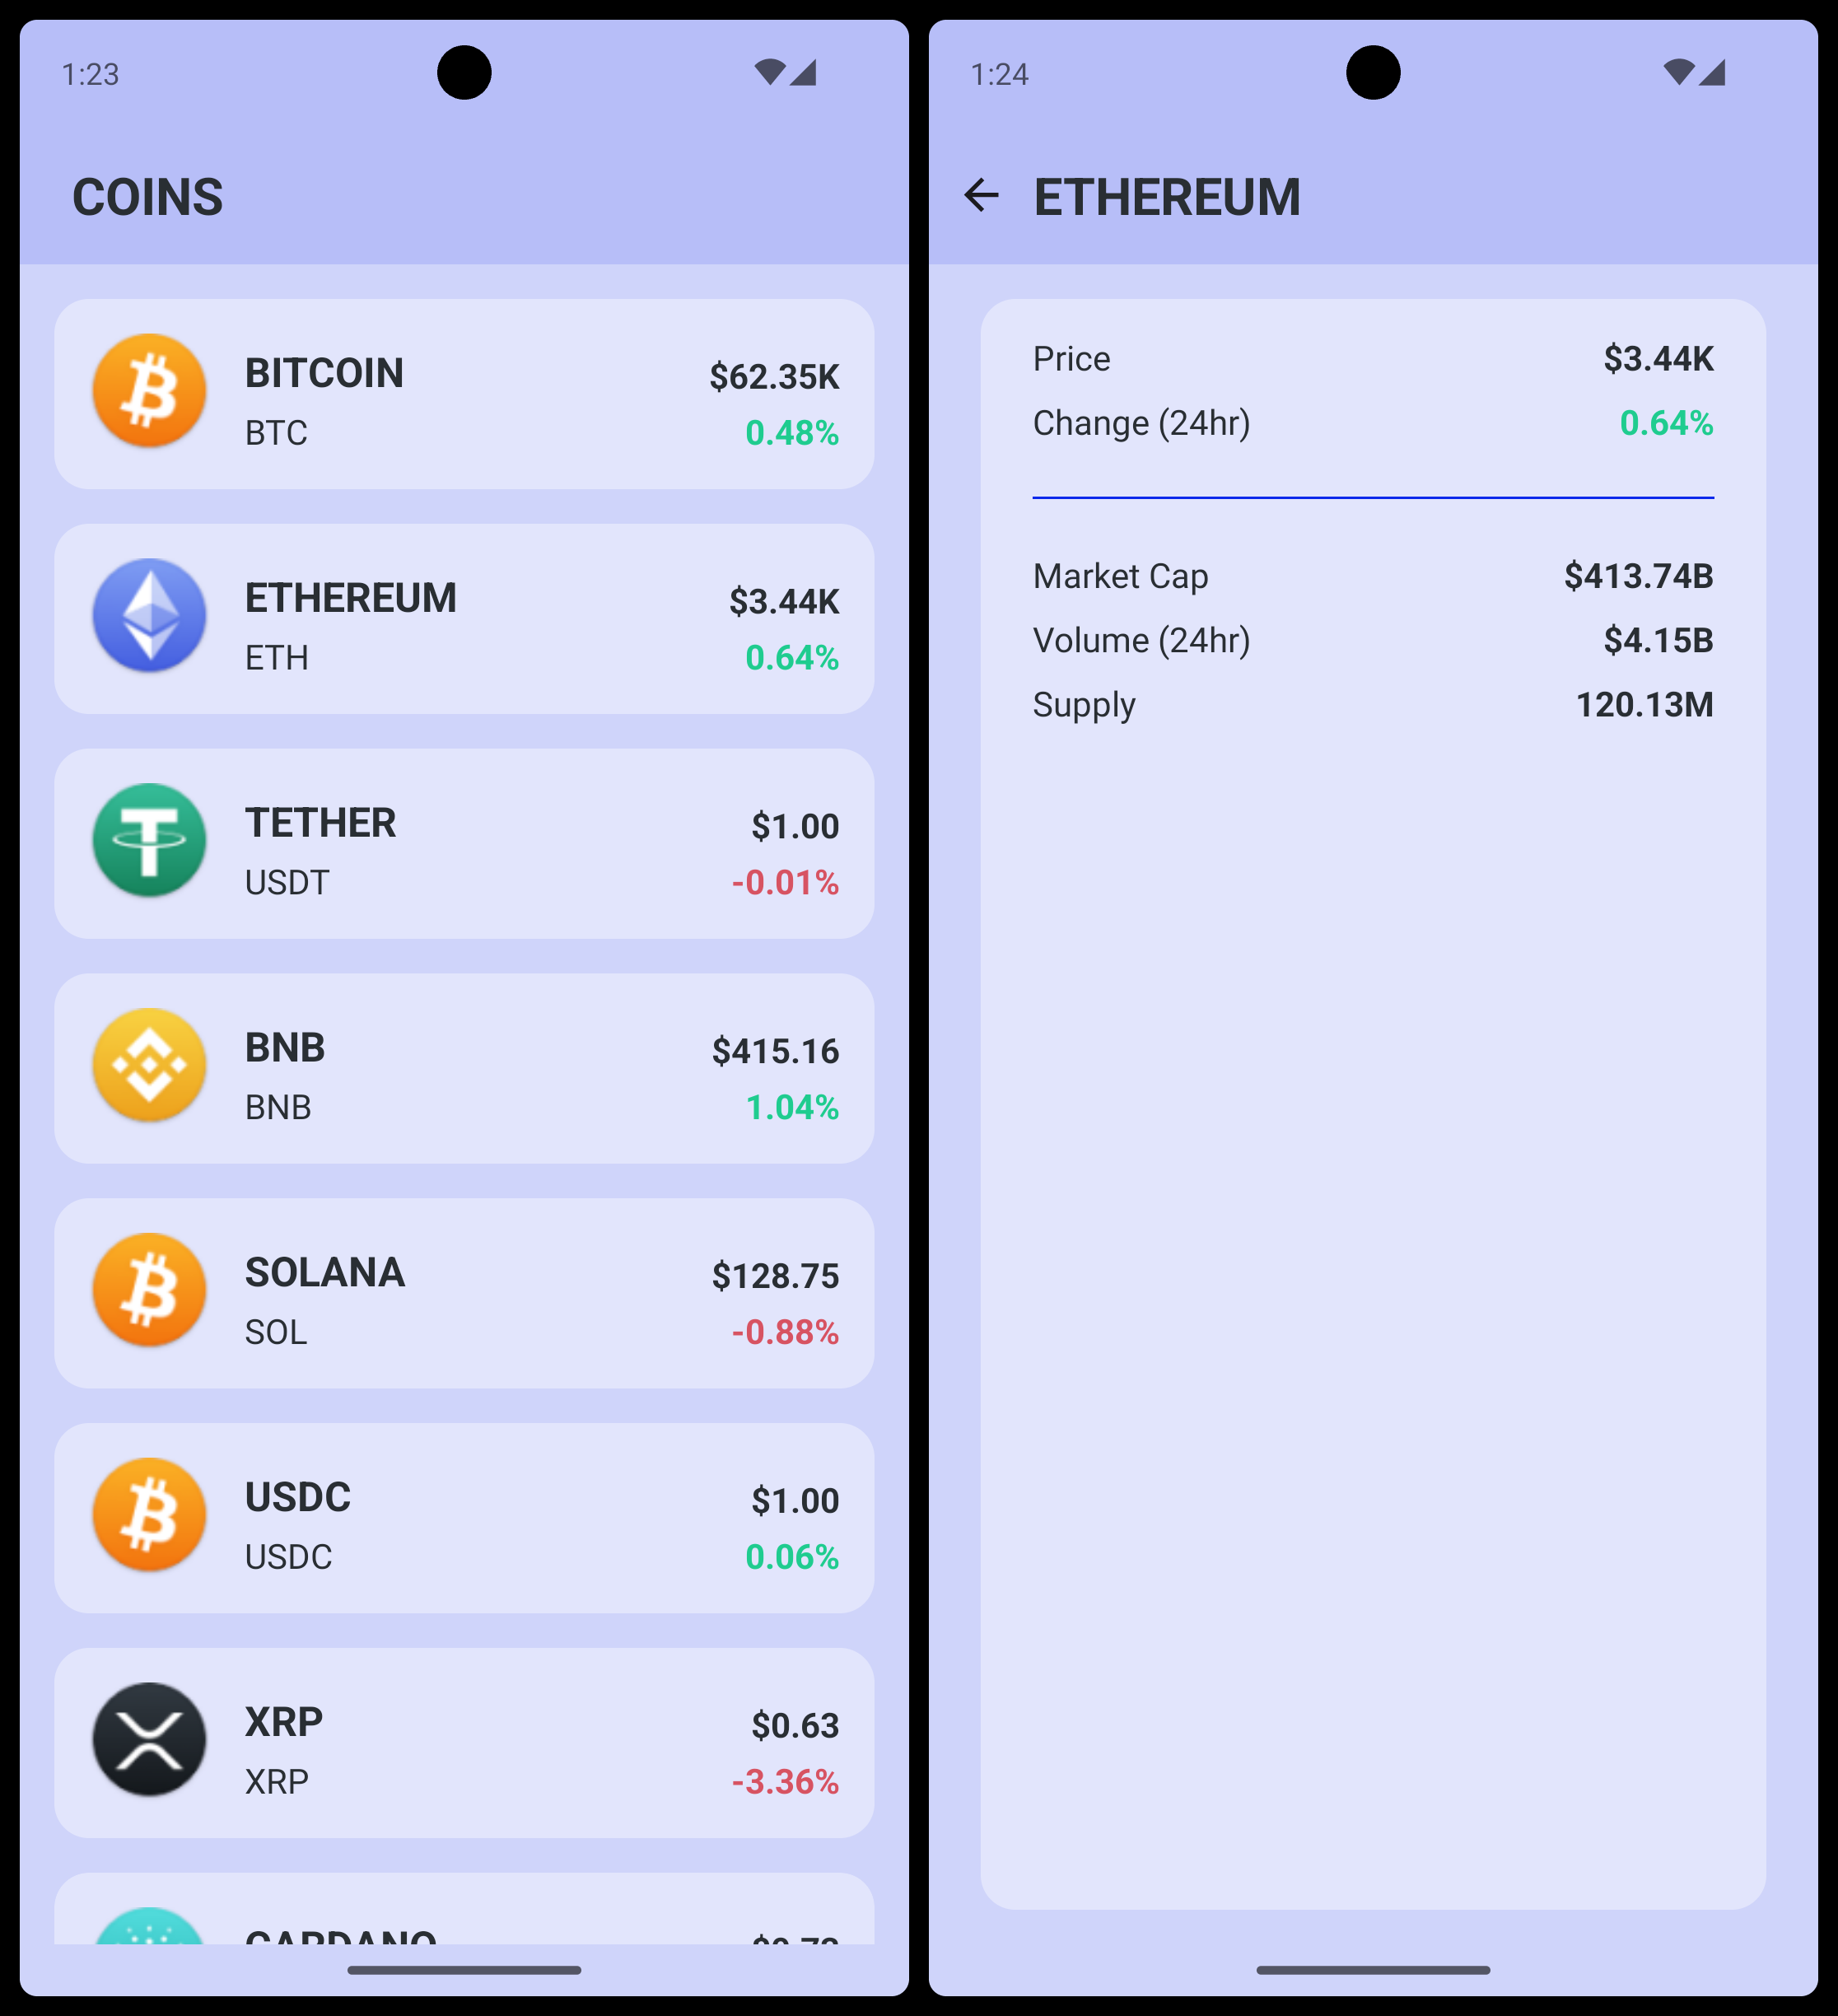 1:23
COINS
BITCOIN
$62.35K
BTC
0.48%
ETHEREUM
$3.44K
ETH
0.64%
TETHER
$1.00
USDT
-0.01%
BNB
$415.16
BNB
1.04%
SOLANA
$128.75
SOL
-0.88%
USDC
$1.00
USDC
0.06%
XRP
$0.63
XRP
-3.36%
CARDANO
1:24
ETHEREUM
Price
$3.44K
Change (24hr)
0.64%
Market Cap
$413.74B
Volume (24hr)
$4.15B
Supply
120.13M